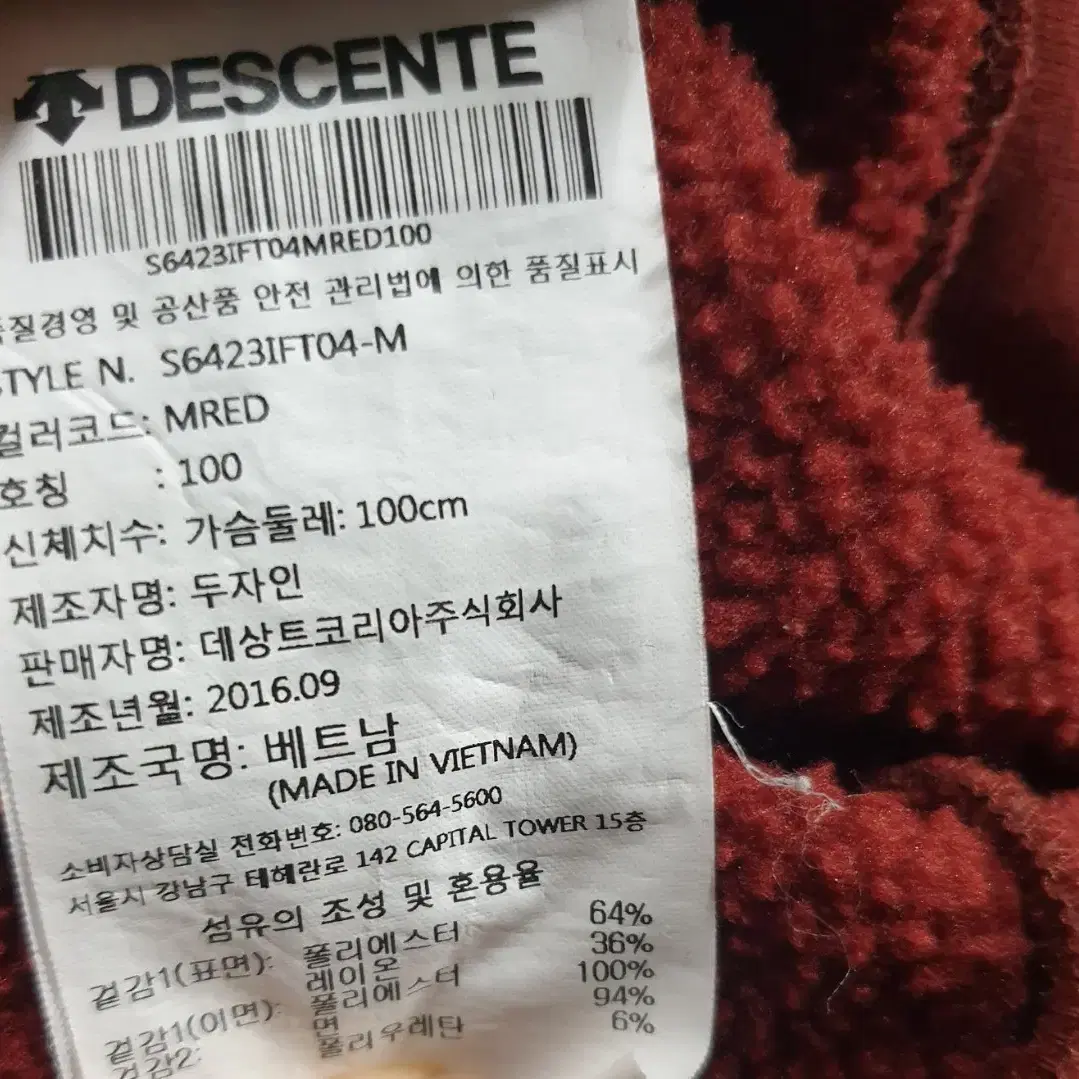 DESCENTE
S6423IFT04MRED100
품질경영 및 공산품 안전 관리법에 의한 품질표시
STYLE N. S6423IFT04-M
컬러코드: MRED
호칭 : 100
신체치수: 가슴둘레: 100cm
제조자명: 두자인
판매자명: 데상트코리아주식회사
제조년월: 2016.09
제조국명: 베트남
(MADE IN VIETNAM)
소비자상담실 전화번호: 080-564-5600
서울시 강남구 테헤란로 142 CAPITAL TOWER 15층
섬유의 조성 및 혼용율
겉감1(표면): 폴리에스터 64%
레이온 36%
겉감1(이면): 폴리에스터 100%
겉감2: 면 94%
폴리우레탄 6%